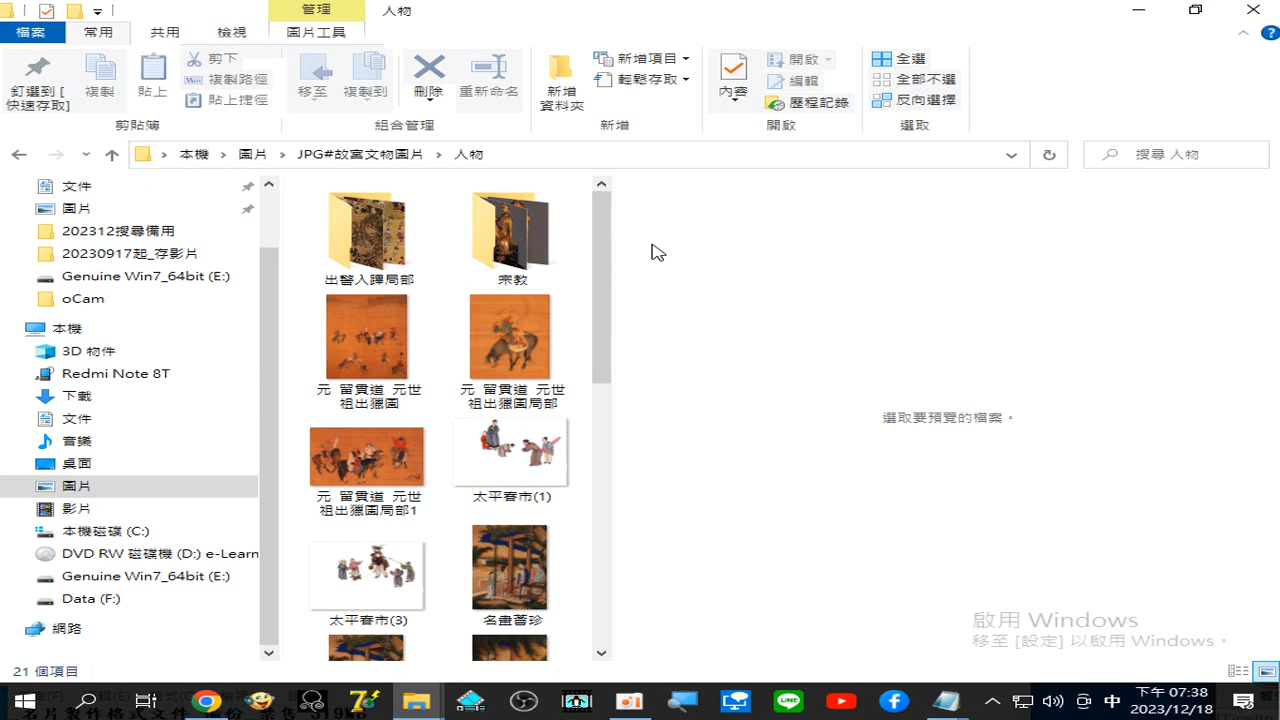 管理
人物
檔案
常用
共用
檢視
圖片工具
釘選到 [
快速存取]
複製
貼上
剪下
複製路徑
貼上捷徑
剪貼簿
移至
複製到
刪除
重新命名
組合管理
新增
資料夾
新增項目
輕鬆存取
新增
內容
開啟
編輯
歷程記錄
開啟
全選
全部不選
反向選擇
選取
本機 › 圖片 › JPG#故宮文物圖片 › 人物
搜尋 人物
文件
圖片
202312搜尋備用
20230917起_存影片
Genuine Win7_64bit (E:)
oCam
本機
3D 物件
Redmi Note 8T
下載
文件
音樂
桌面
圖片
影片
本機磁碟 (C:)
DVD RW 磁碟機 (D:) e-Learn
Genuine Win7_64bit (E:)
Data (F:)
網路
出警入蹕局部
宗教
元 留貫道 元世
祖出獵圖
元 留貫道 元世
祖出獵圖局部
元 留貫道 元世
祖出獵圖局部1
太平春市(1)
太平春市(3)
名畫薈珍
選取要預覽的檔案。
啟用 Windows
移至 [設定] 以啟用 Windows。
21 個項目
中
下午 07:38
2023/12/18